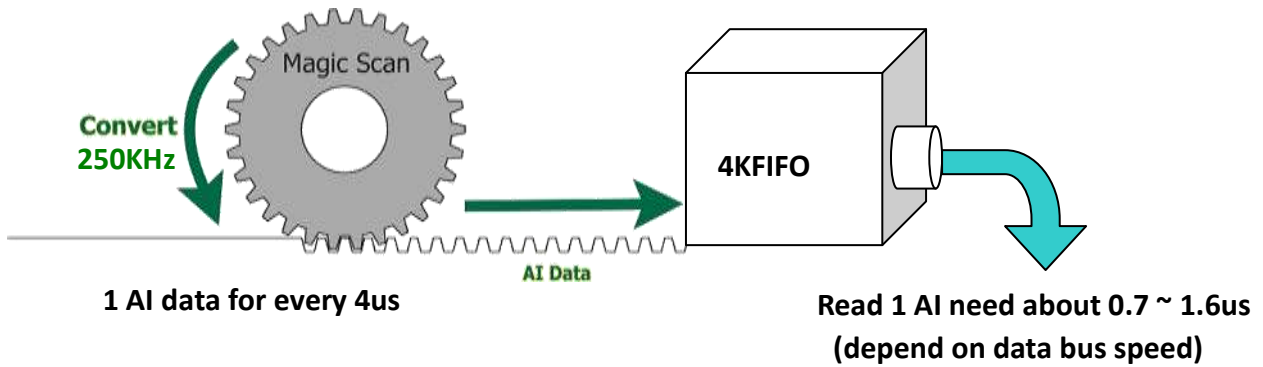 Magic Scan
Convert
250KHz
4KFIFO
AI Data
1 AI data for every 4us
Read 1 AI need about 0.7 ~ 1.6us
(depend on data bus speed)